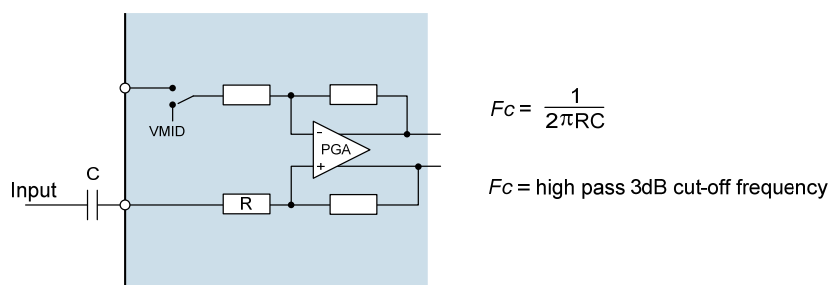 VMID
-
PGA
+
C
Input
R
Fc = 1
2πRC
Fc = high pass 3dB cut-off frequency